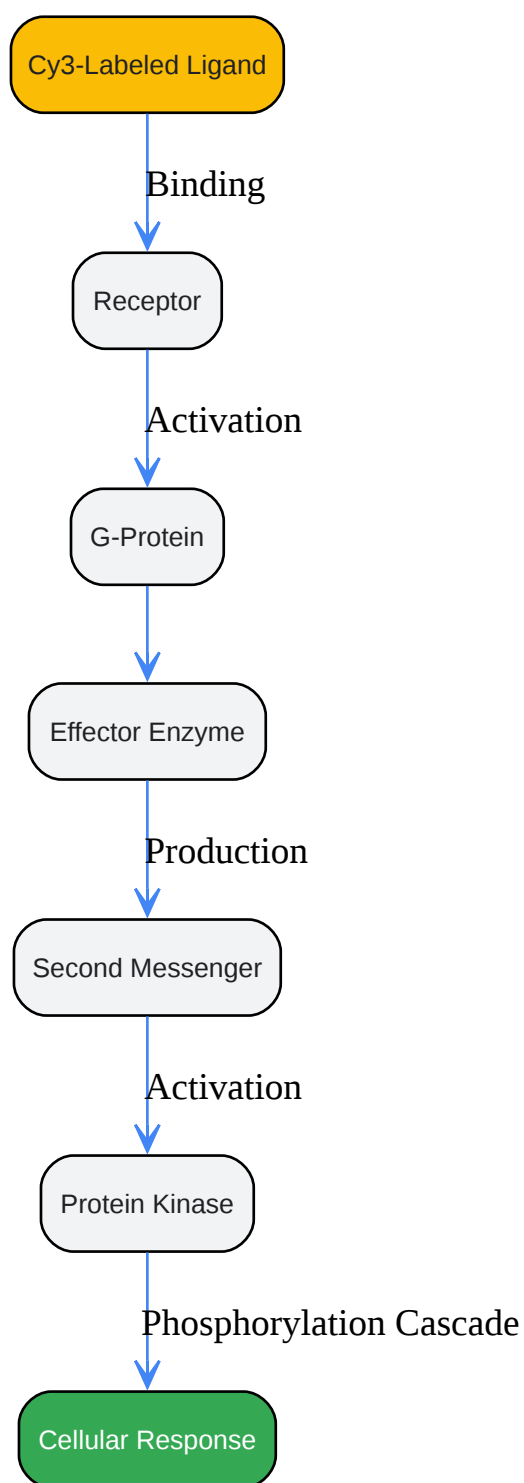 Cy3-Labeled Ligand
Binding
Receptor
Activation
G-Protein
Effector Enzyme
Production
Second Messenger
Activation
Protein Kinase
Phosphorylation Cascade
Cellular Response